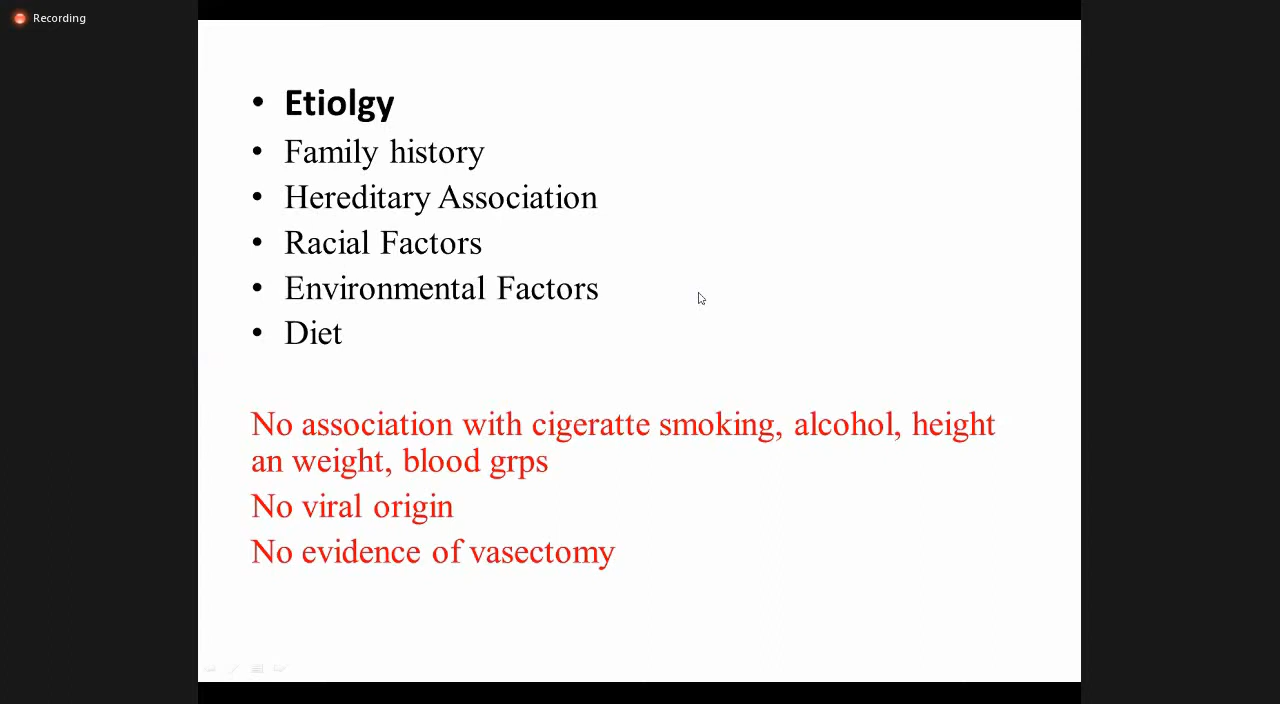 Recording
• Etiolgy
• Family history
• Hereditary Association
• Racial Factors
• Environmental Factors
• Diet
No association with cigeratte smoking, alcohol, height
an weight, blood grps
No viral origin
No evidence of vasectomy